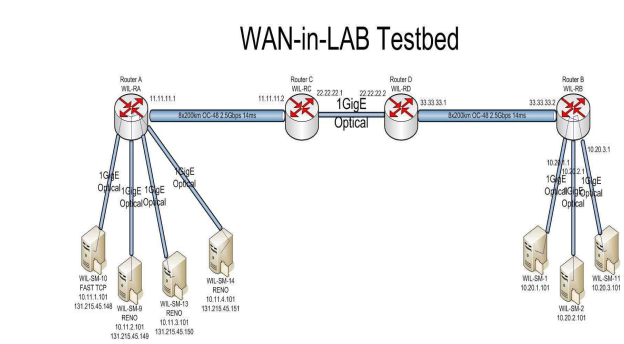 WAN-in-LAB Testbed
Router A
WIL-RA
Router C
WIL-RC
Router D
WIL-RD
Router B
WIL-RB
11.11.11.1
11.11.11.2
22.22.22.1
22.22.22.2
33.33.33.1
33.33.33.2
8x200km OC-48 2.5Gbps 14ms
1GigE
Optical
8x200km OC-48 2.5Gbps 14ms
10.20.1.1
10.20.2.1
10.20.3.1
1GigE
Optical
1GigE
Optical
1GigE
Optical
1GigE
Optical
1GigE
Optical
1GigE
Optical
1GigE
Optical
WIL-SM-10
FAST TCP
10.11.1.101
131.215.45.148
WIL-SM-9
RENO
10.11.2.101
131.215.45.149
WIL-SM-13
RENO
10.11.3.101
131.215.45.150
WIL-SM-14
RENO
10.11.4.101
131.215.45.151
WIL-SM-1
10.20.1.101
WIL-SM-2
10.20.2.101
WIL-SM-11
10.20.3.101